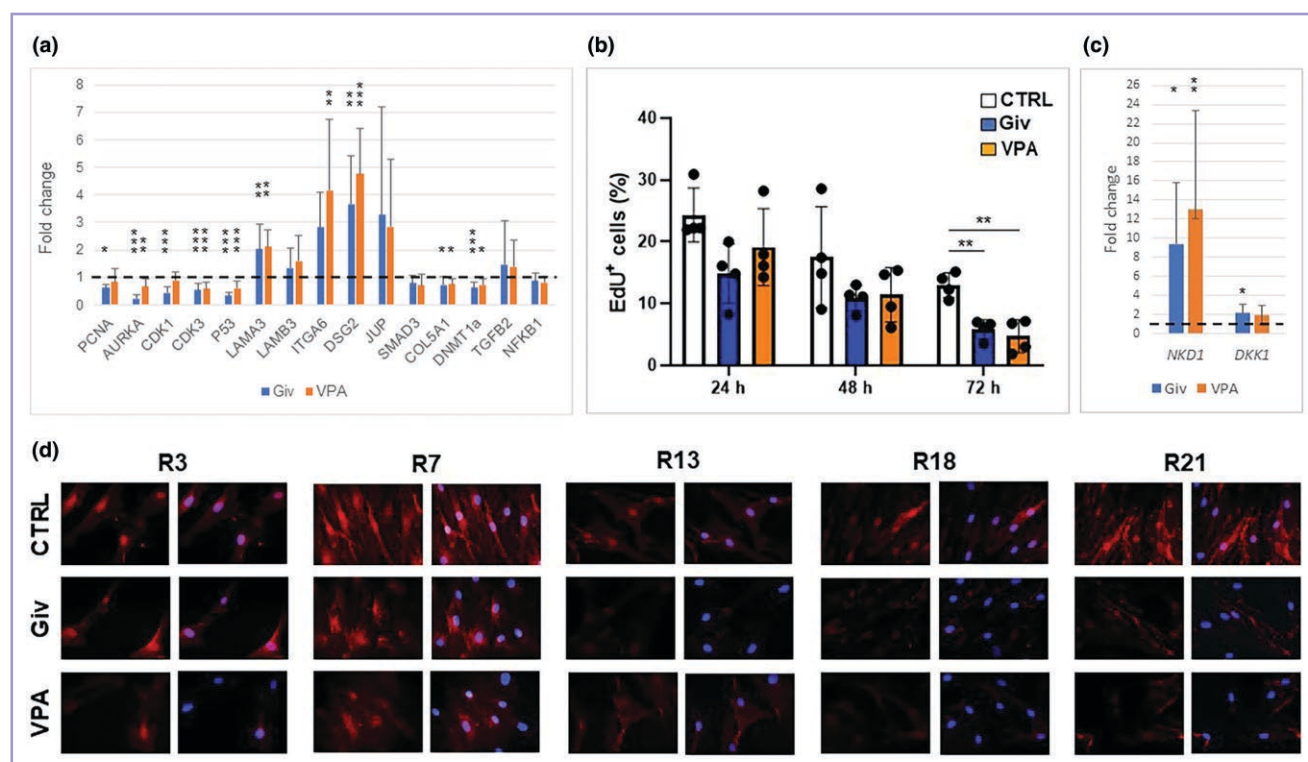 (a)
Fold change
8
7
6
5
4
3
2
1
0
*
***
**
***
***
***
***
***
**
**
**
**
***
*
*
***
**
PCNA
AURKA
CDK1
CDK3
P53
LAMA3
LAMB3
ITGA6
DSG2
JUP
SMAD3
COL5A1
DNMT1a
TGFB2
NFKB1
Giv VPA
(b)
EdU+ cells (%)
40
30
20
10
0
CTRL
Giv
VPA
**
**
24 h 48 h 72 h
(c)
Fold change
26
24
22
20
18
16
14
12
10
8
6
4
2
0
*
**
*
NKD1 DKK1
Giv VPA
(d)
R3 R7 R13 R18 R21
CTRL
Giv
VPA